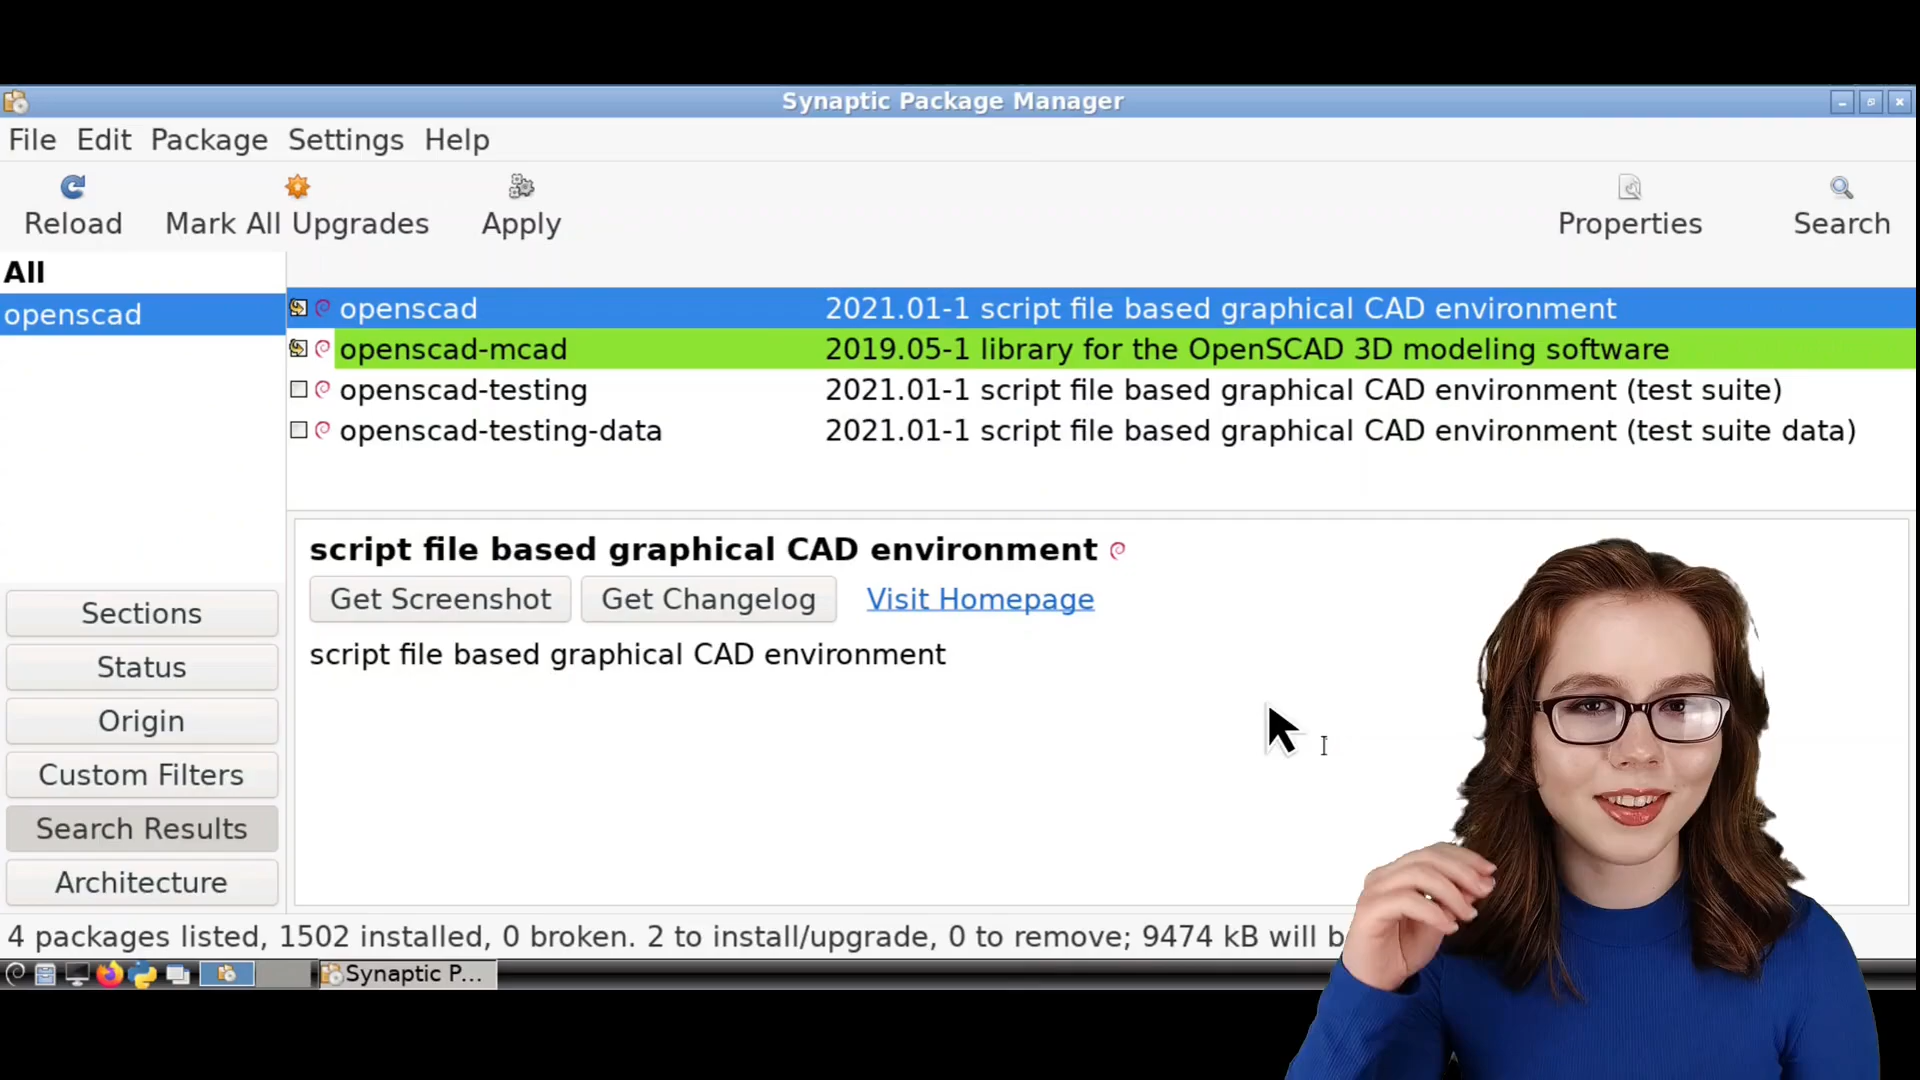 Synaptic Package Manager
File Edit Package Settings Help
Reload Mark All Upgrades Apply Properties Search
All
openscad
openscad 2021.01-1 script file based graphical CAD environment
openscad-mcad 2019.05-1 library for the OpenSCAD 3D modeling software
openscad-testing 2021.01-1 script file based graphical CAD environment (test suite)
openscad-testing-data 2021.01-1 script file based graphical CAD environment (test suite data)
script file based graphical CAD environment
Get Screenshot Get Changelog Visit Homepage
script file based graphical CAD environment
Sections
Status
Origin
Custom Filters
Search Results
Architecture
4 packages listed, 1502 installed, 0 broken. 2 to install/upgrade, 0 to remove; 9474 kB will b
Synaptic P...